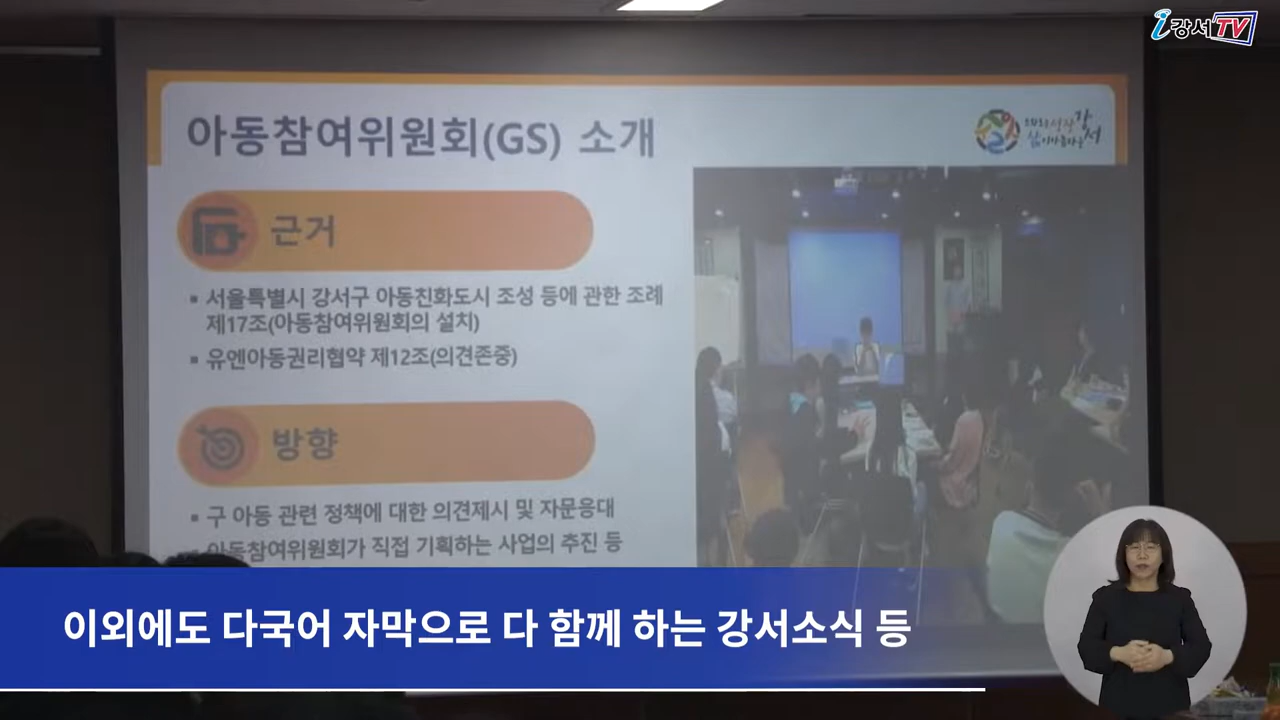 i강서TV
아동참여위원회(GS) 소개
강서
근거
▪ 서울특별시 강서구 아동친화도시 조성 등에 관한 조례
제17조(아동참여위원회의 설치)
▪ 유엔아동권리협약 제12조(의견존중)
방향
▪ 구 아동 관련 정책에 대한 의견제시 및 자문응대
▪ 아동참여위원회가 직접 기획하는 사업의 추진 등
이외에도 다국어 자막으로 다 함께 하는 강서소식 등